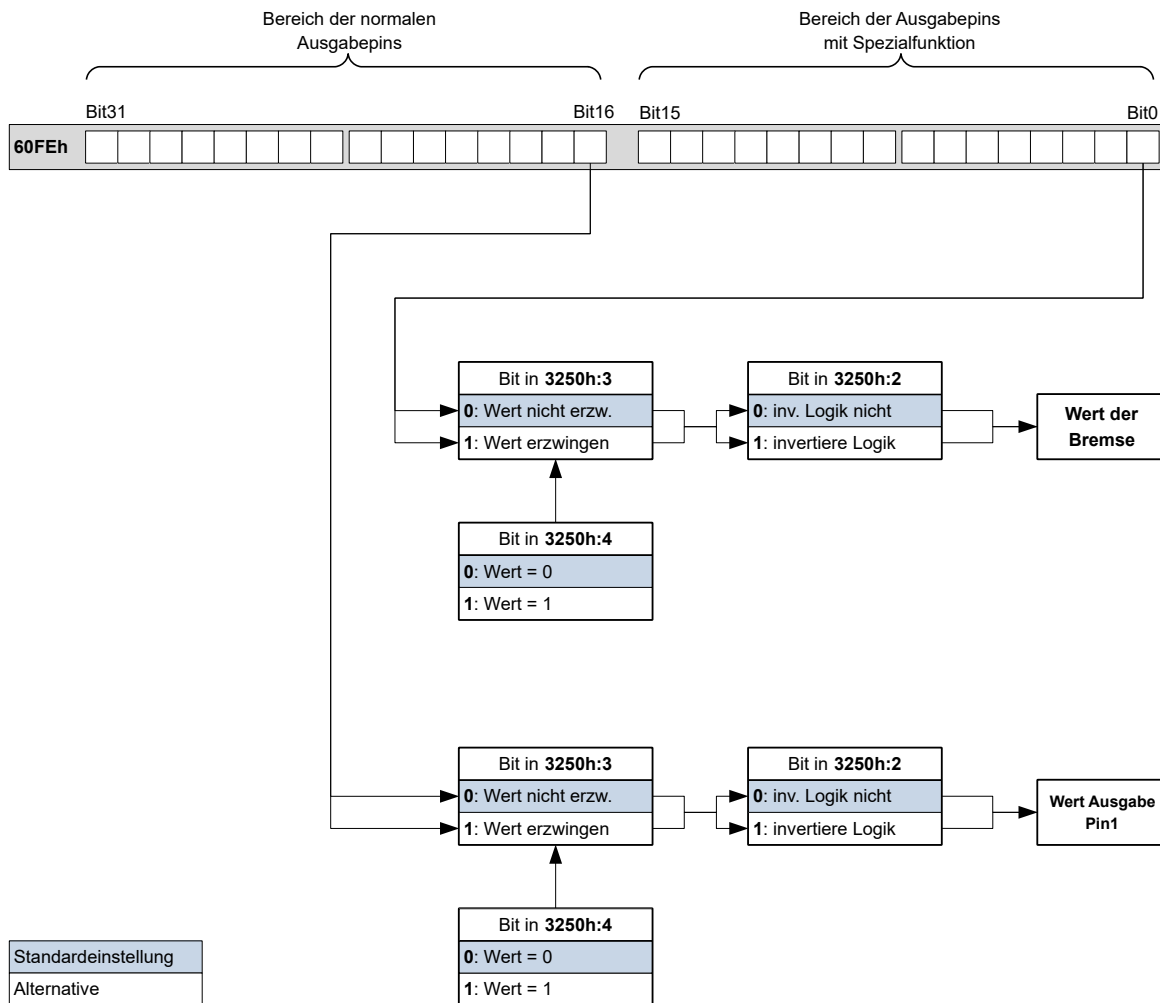 Bereich der normalen
Ausgabepins
Bereich der Ausgabepins
mit Spezialfunktion
Bit31
Bit16
Bit15
Bit0
60FEh
Bit in 3250h:3
0: Wert nicht erzw.
1: Wert erzwingen
Bit in 3250h:2
0: inv. Logik nicht
1: invertiere Logik
Wert der
Bremse
Bit in 3250h:4
0: Wert = 0
1: Wert = 1
Bit in 3250h:3
0: Wert nicht erzw.
1: Wert erzwingen
Bit in 3250h:2
0: inv. Logik nicht
1: invertiere Logik
Wert Ausgabe
Pin1
Bit in 3250h:4
0: Wert = 0
1: Wert = 1
Standardeinstellung
Alternative